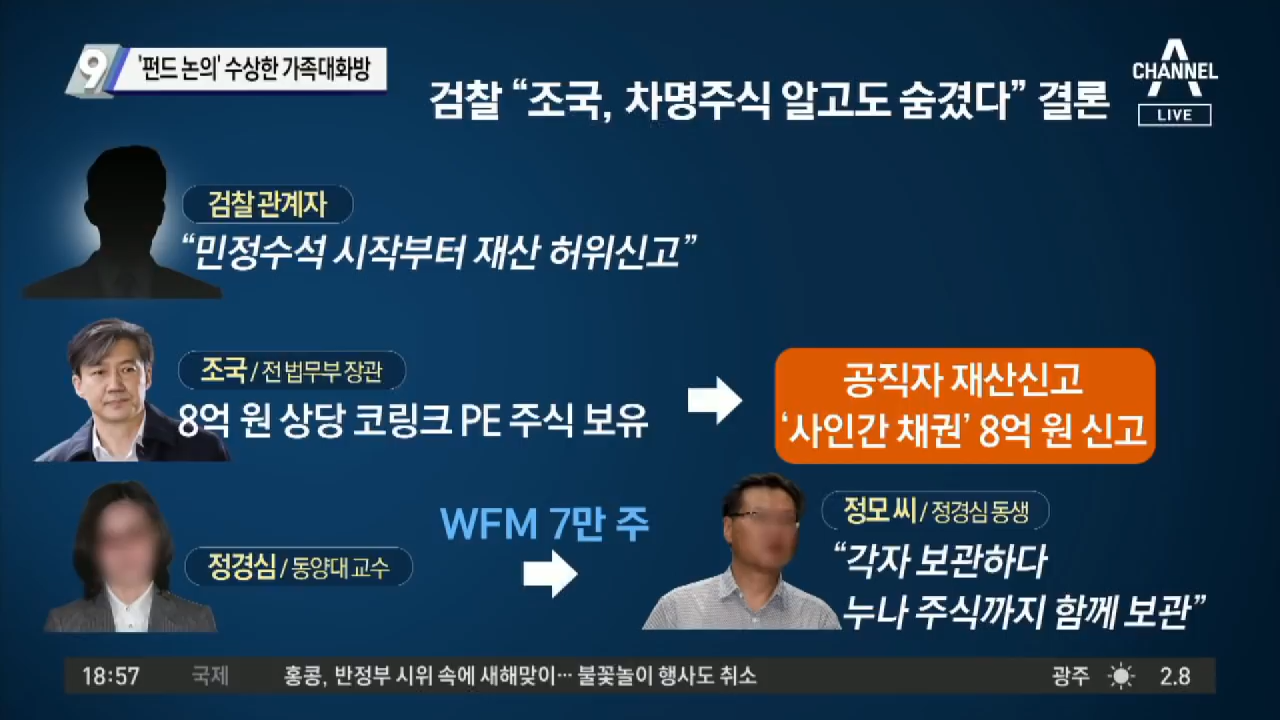 9 '펀드 논의' 수상한 가족대화방
CHANNEL A
LIVE
검찰 “조국, 차명주식 알고도 숨겼다” 결론
검찰 관계자
“민정수석 시작부터 재산 허위신고”
조국 / 전 법무부 장관
8억 원 상당 코링크 PE 주식 보유
공직자 재산신고
‘사인간 채권’ 8억 원 신고
정경심 / 동양대 교수
WFM 7만 주
정모 씨 / 정경심 동생
“각자 보관하다
누나 주식까지 함께 보관”
18:57 국제 홍콩, 반정부 시위 속에 새해맞이… 불꽃놀이 행사도 취소 광주 2.8